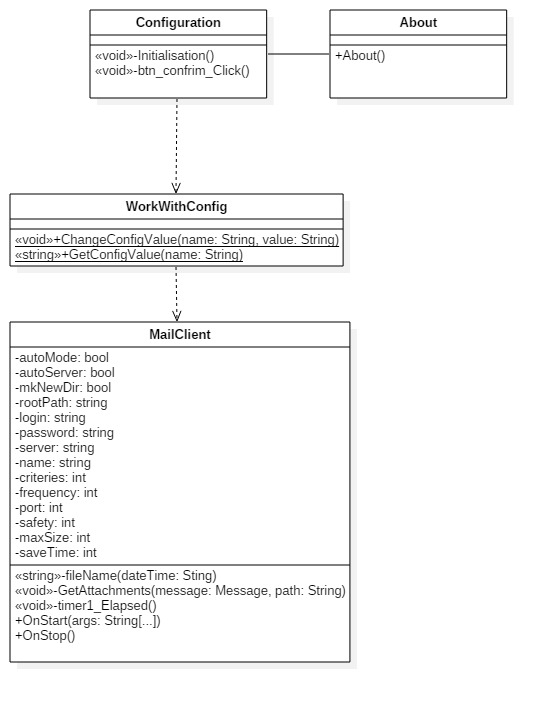 Configuration
«void»-Initialisation()
«void»-btn_confrim_Click()
About
+About()
WorkWithConfig
«void»+ChangeConfigValue(name: String, value: String)
«string»+GetConfigValue(name: String)
MailClient
-autoMode: bool
-autoServer: bool
-mkNewDir: bool
-rootPath: string
-login: string
-password: string
-server: string
-name: string
-criteries: int
-frequency: int
-port: int
-safety: int
-maxSize: int
-saveTime: int
«string»-fileName(dateTime: Sting)
«void»-GetAttachments(message: Message, path: String)
«void»-timer1_Elapsed()
+OnStart(args: String[...])
+OnStop()